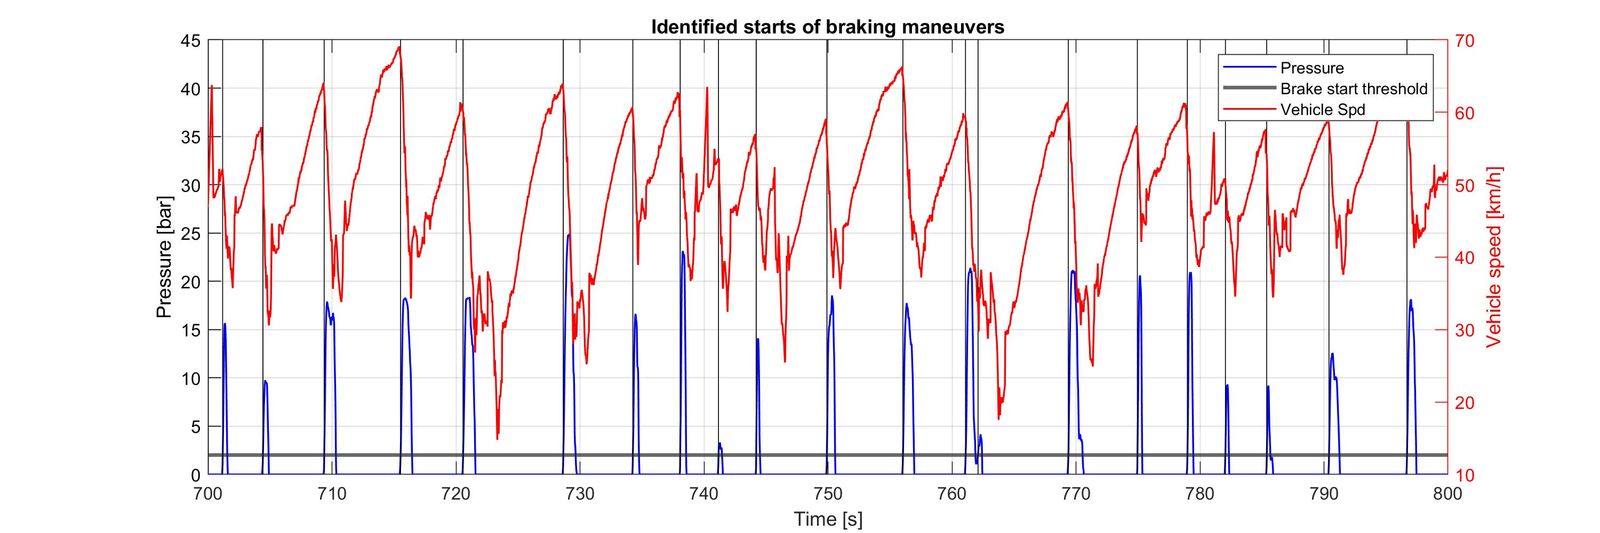 Identified starts of braking maneuvers
45
40
35
30
25
20
15
10
5
0
Pressure [bar]
70
60
50
40
30
20
10
Vehicle speed [km/h]
Pressure
Brake start threshold
Vehicle Spd
700 710 720 730 740 750 760 770 780 790 800
Time [s]